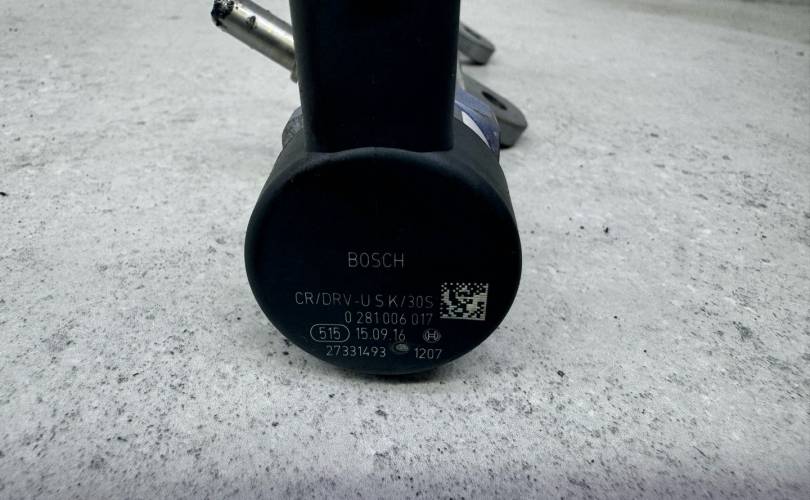 BOSCH
CR/DRV-U S K/30S
0 281 006 017
515 15.09.16
27331493 1207